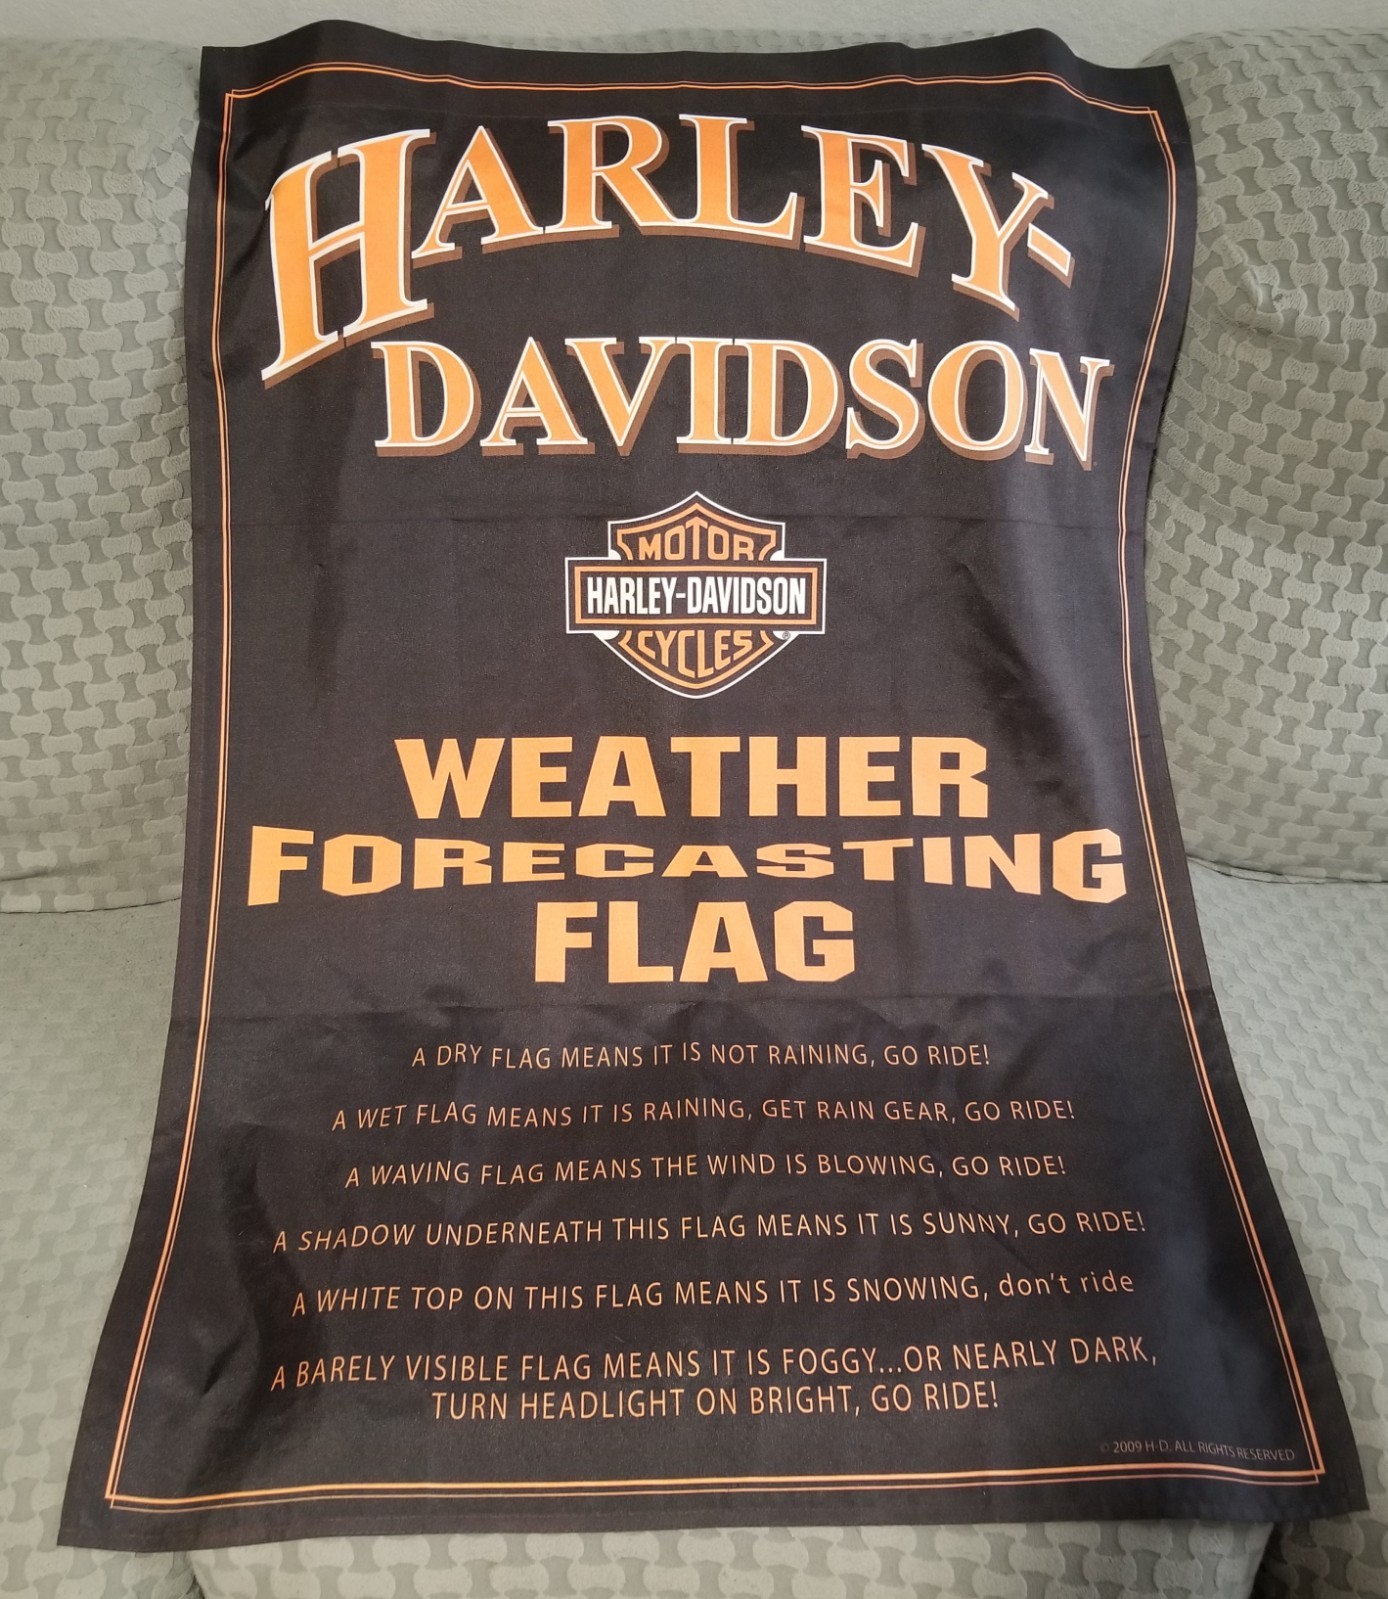 HARLEY-
DAVIDSON
MOTOR
HARLEY-DAVIDSON
CYCLES
®
WEATHER
FORECASTING
FLAG
A DRY FLAG MEANS IT IS NOT RAINING, GO RIDE!
A WET FLAG MEANS IT IS RAINING, GET RAIN GEAR, GO RIDE!
A WAVING FLAG MEANS THE WIND IS BLOWING, GO RIDE!
A SHADOW UNDERNEATH THIS FLAG MEANS IT IS SUNNY, GO RIDE!
A WHITE TOP ON THIS FLAG MEANS IT IS SNOWING, don't ride
A BARELY VISIBLE FLAG MEANS IT IS FOGGY...OR NEARLY DARK,
TURN HEADLIGHT ON BRIGHT, GO RIDE!
© 2009 H-D. ALL RIGHTS RESERVED